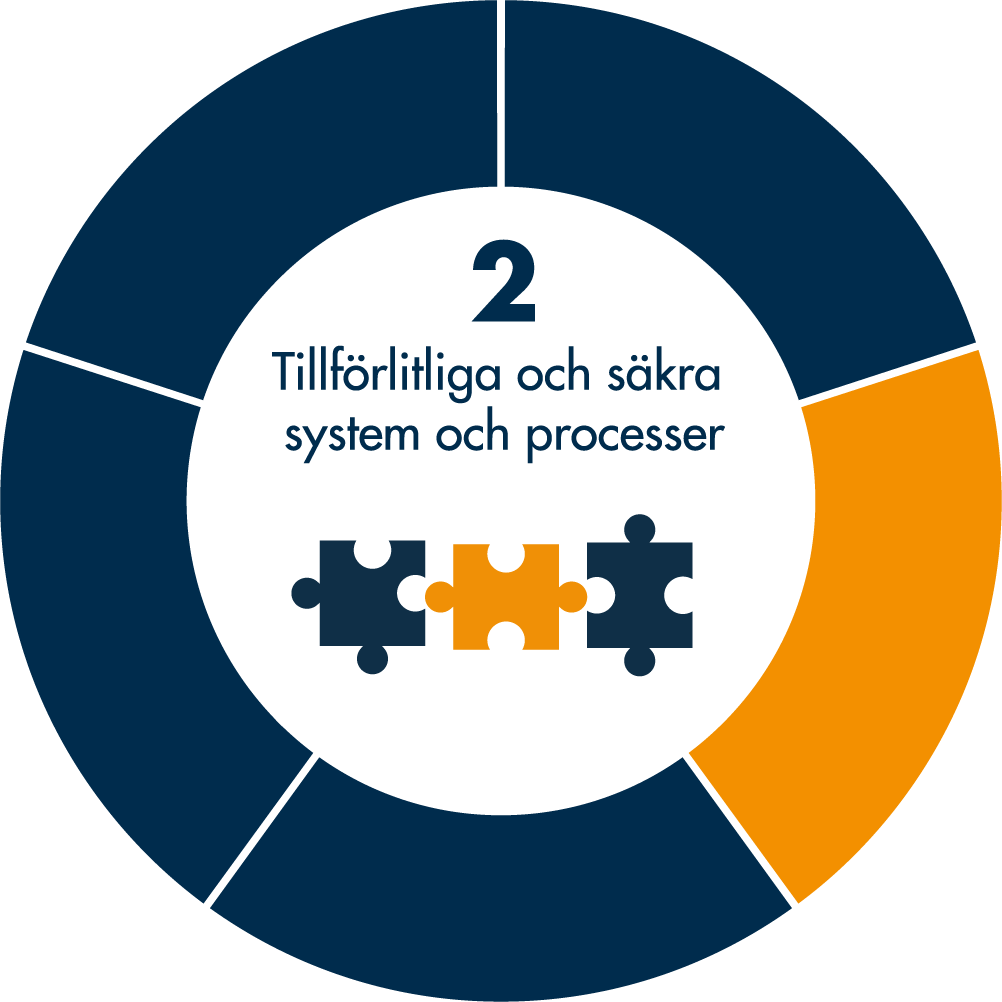 2
Tillförlitliga och säkra
system och processer